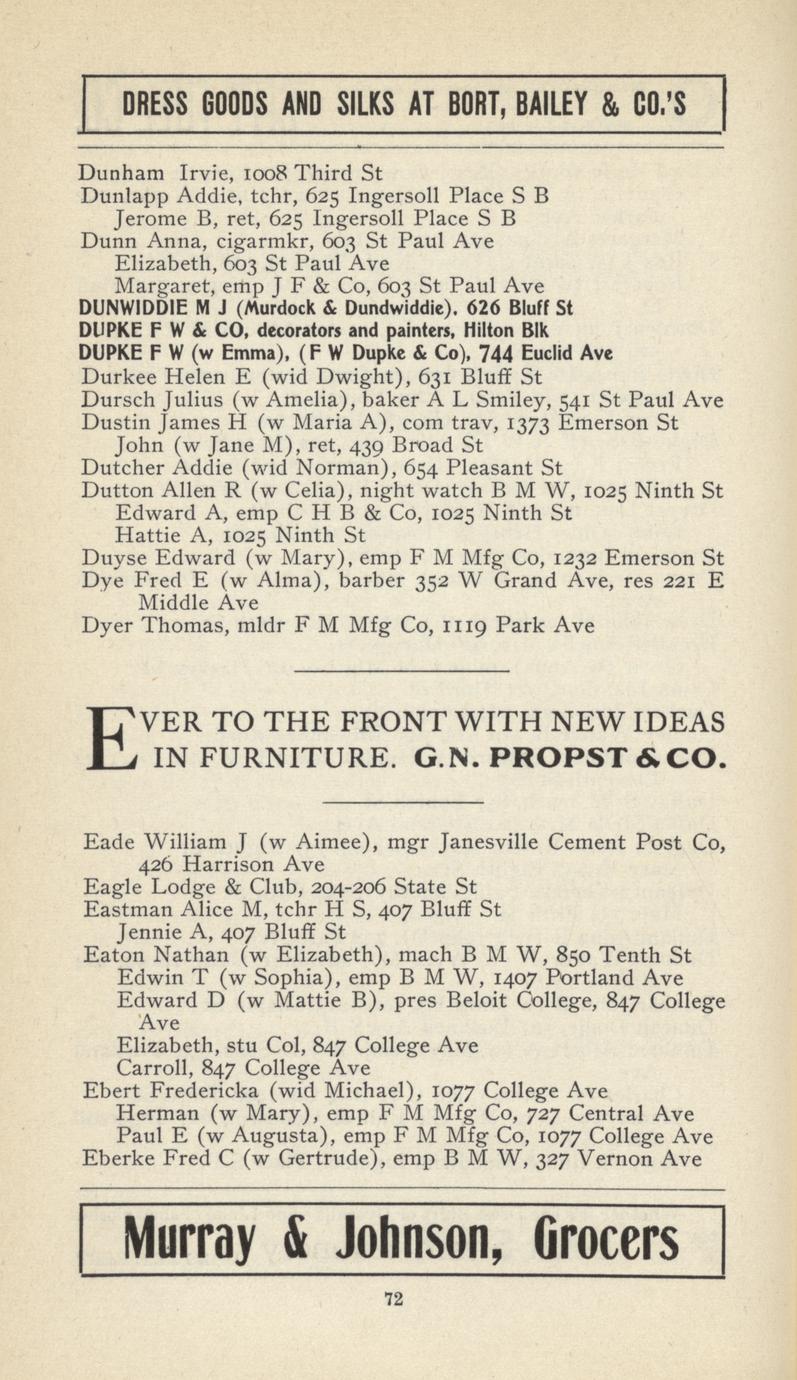 DRESS GOODS AND SILKS AT BORT, BAILEY & CO.'S
Dunham Irvie, 1008 Third St
Dunlapp Addie, tchr, 625 Ingersoll Place S B
Jerome B, ret, 625 Ingersoll Place S B
Dunn Anna, cigarmkr, 603 St Paul Ave
Elizabeth, 603 St Paul Ave
Margaret, emp J F & Co, 603 St Paul Ave
DUNWIDDIE M J (Murdock & Dundwiddie). 626 Bluff St
DUPKE F W & CO, decorators and painters, Hilton Blk
DUPKE F W (w Emma), (F W Dupke & Co), 744 Euclid Ave
Durkee Helen E (wid Dwight), 631 Bluff St
Dursch Julius (w Amelia), baker A L Smiley, 541 St Paul Ave
Dustin James H (w Maria A), com trav, 1373 Emerson St
John (w Jane M), ret, 439 Broad St
Dutcher Addie (wid Norman), 654 Pleasant St
Dutton Allen R (w Celia), night watch B M W, 1025 Ninth St
Edward A, emp C H B & Co, 1025 Ninth St
Hattie A, 1025 Ninth St
Duyse Edward (w Mary), emp F M Mfg Co, 1232 Emerson St
Dye Fred E (w Alma), barber 352 W Grand Ave, res 221 E
Middle Ave
Dyer Thomas, mldr F M Mfg Co, 1119 Park Ave
EVER TO THE FRONT WITH NEW IDEAS
IN FURNITURE. G.N. PROPST & CO.
Eade William J (w Aimee), mgr Janesville Cement Post Co,
426 Harrison Ave
Eagle Lodge & Club, 204-206 State St
Eastman Alice M, tchr H S, 407 Bluff St
Jennie A, 407 Bluff St
Eaton Nathan (w Elizabeth), mach B M W, 850 Tenth St
Edwin T (w Sophia), emp B M W, 1407 Portland Ave
Edward D (w Mattie B), pres Beloit College, 847 College
Ave
Elizabeth, stu Col, 847 College Ave
Carroll, 847 College Ave
Ebert Fredericka (wid Michael), 1077 College Ave
Herman (w Mary), emp F M Mfg Co, 727 Central Ave
Paul E (w Augusta), emp F M Mfg Co, 1077 College Ave
Eberke Fred C (w Gertrude), emp B M W, 327 Vernon Ave
Murray & Johnson, Grocers
72